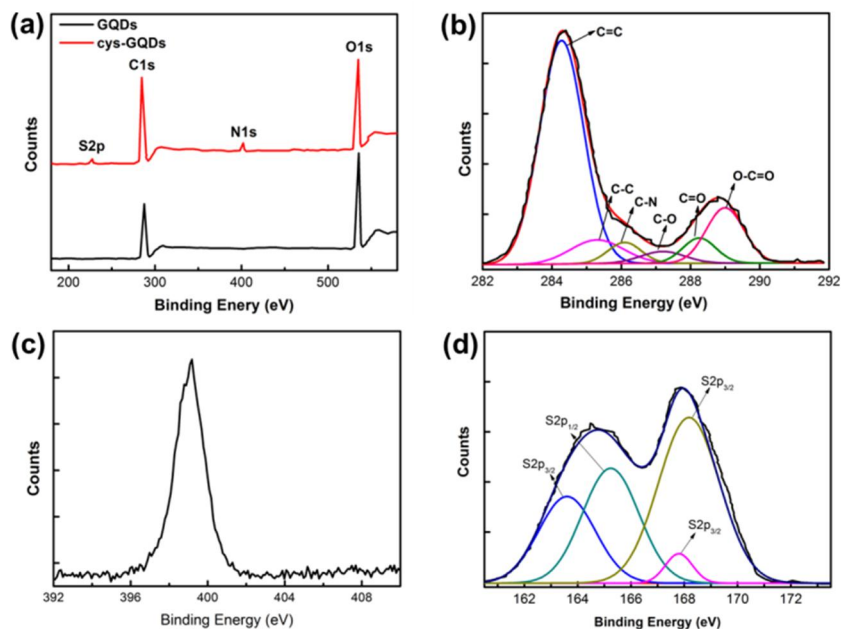 (a)
GQDs
cys-GQDs
S2p
C1s
N1s
O1s
Counts
200 300 400 500
Binding Enery (eV)
(b)
C=C
C-C
C-N
C-O
C=O
O-C=O
Counts
282 284 286 288 290 292
Binding Energy (eV)
(c)
Counts
392 396 400 404 408
Binding Energy (eV)
(d)
S2p3/2
S2p1/2
S2p3/2
S2p3/2
Counts
162 164 166 168 170 172
Binding Energy (eV)